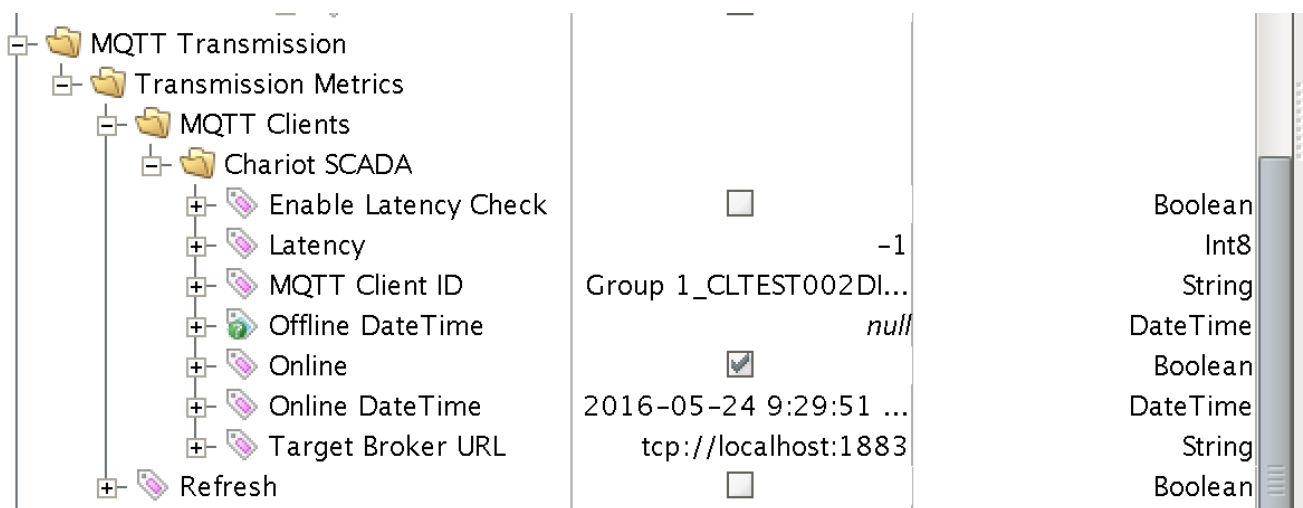 MQTT Transmission
Transmission Metrics
MQTT Clients
Chariot SCADA
Enable Latency Check Boolean
Latency -1 Int8
MQTT Client ID Group 1_CLTEST002DI... String
Offline DateTime null DateTime
Online Boolean
Online DateTime 2016-05-24 9:29:51 ... DateTime
Target Broker URL tcp://localhost:1883 String
Refresh Boolean